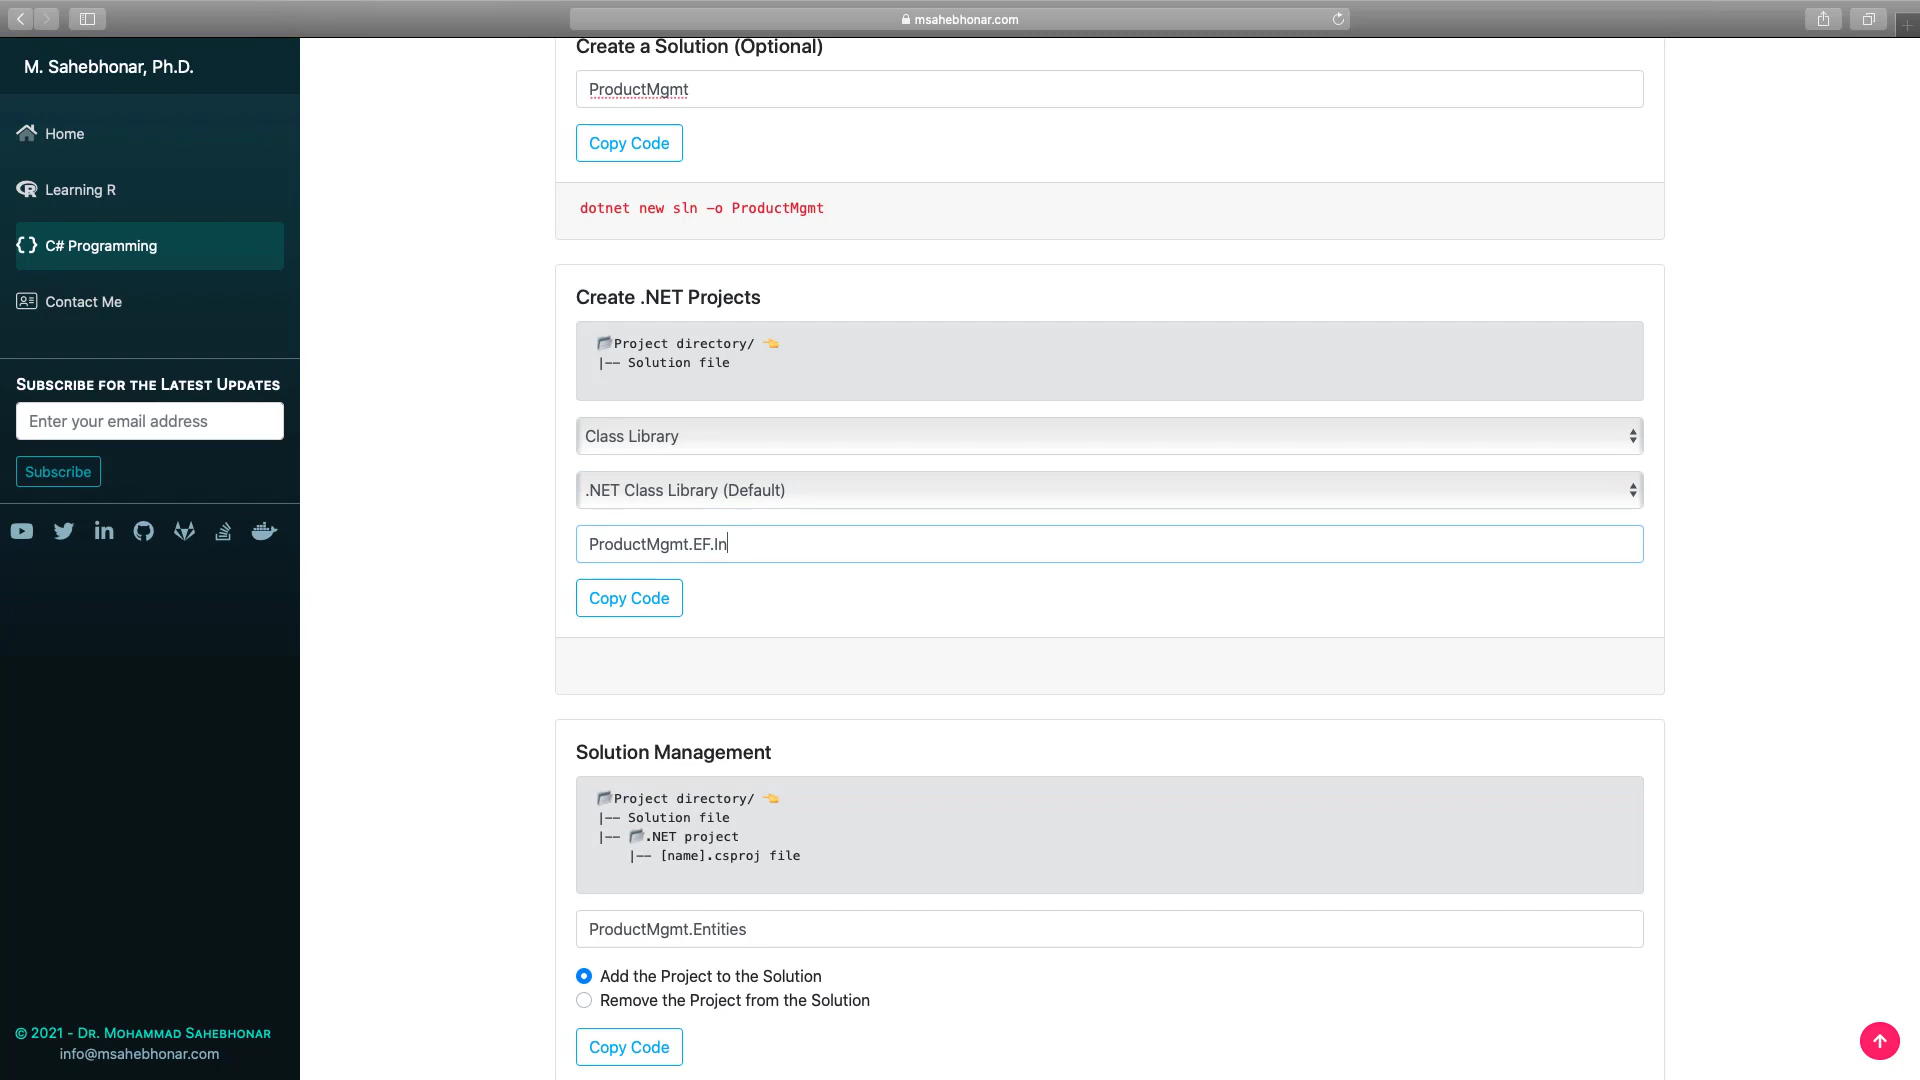 msahebhonar.com
M. Sahebhonar, Ph.D.
Home
Learning R
C# Programming
Contact Me
Subscribe for the Latest Updates
Enter your email address
Subscribe
© 2021 - Dr. Mohammad Sahebhonar
info@msahebhonar.com
Create a Solution (Optional)
ProductMgmt
Copy Code
dotnet new sln -o ProductMgmt
Create .NET Projects
Project directory/
|-- Solution file
Class Library
.NET Class Library (Default)
ProductMgmt.EF.In
Copy Code
Solution Management
Project directory/
|-- Solution file
|-- .NET project
|-- [name].csproj file
ProductMgmt.Entities
Add the Project to the Solution
Remove the Project from the Solution
Copy Code